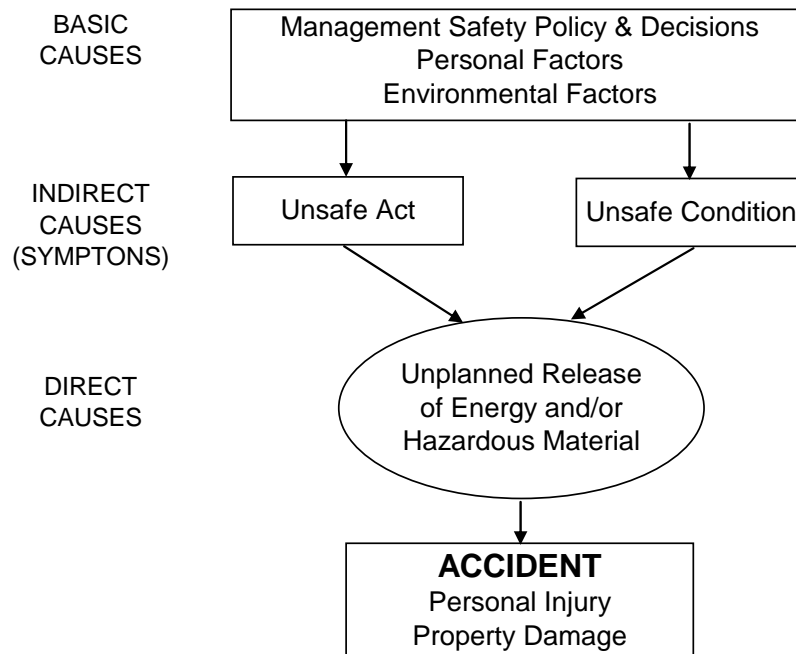 BASIC
CAUSES
Management Safety Policy & Decisions
Personal Factors
Environmental Factors
INDIRECT
CAUSES
(SYMPTONS)
Unsafe Act
Unsafe Condition
DIRECT
CAUSES
Unplanned Release
of Energy and/or
Hazardous Material
ACCIDENT
Personal Injury
Property Damage